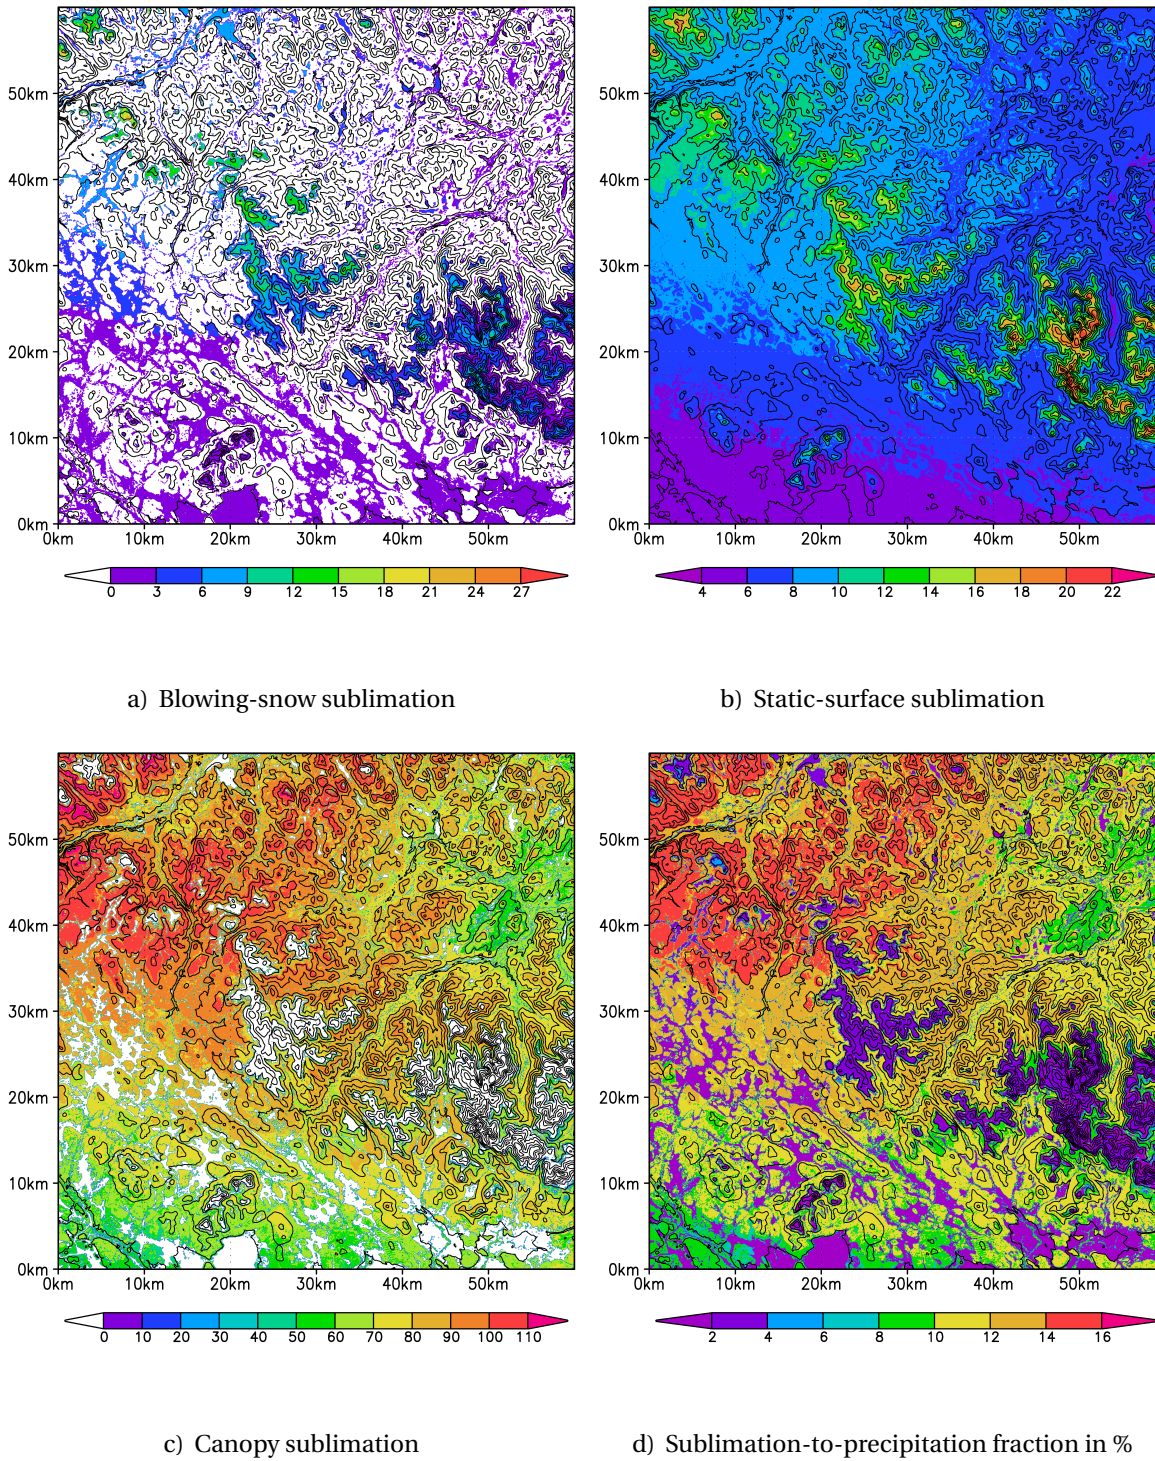 50km
40km
30km
20km
10km
0km
0km 10km 20km 30km 40km 50km
0 3 6 9 12 15 18 21 24 27
a) Blowing-snow sublimation
50km
40km
30km
20km
10km
0km
0km 10km 20km 30km 40km 50km
4 6 8 10 12 14 16 18 20 22
b) Static-surface sublimation
50km
40km
30km
20km
10km
0km
0km 10km 20km 30km 40km 50km
0 10 20 30 40 50 60 70 80 90 100 110
c) Canopy sublimation
50km
40km
30km
20km
10km
0km
0km 10km 20km 30km 40km 50km
2 4 6 8 10 12 14 16
d) Sublimation-to-precipitation fraction in %